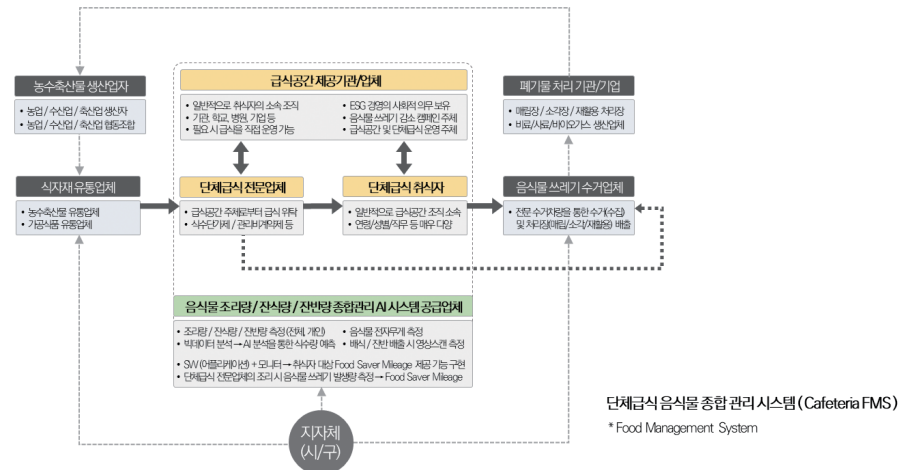 농수축산물 생산업자
• 농업 / 수산업 / 축산업 생산자
• 농업 / 수산업 / 축산업 협동조합
급식공간 제공기관/업체
• 일반적으로 취식자의 소속 조직
• 기관, 학교, 병원, 기업 등
• 필요 시 급식을 직접 운영 가능
• ESG 경영의 사회적 의무 보유
• 음식물 쓰레기 감소 캠페인 주체
• 급식공간 및 단체급식 운영 주체
폐기물 처리 기관/기업
• 매립장 / 소각장 / 재활용 처리장
• 비료/사료/바이오가스 생산업체
식자재 유통업체
• 농수축산물 유통업체
• 가공식품 유통업체
단체급식 전문업체
• 급식공간 주체로부터 급식 위탁
• 식수단가제 / 관리비계약제 등
단체급식 취식자
• 일반적으로 급식공간 조직 소속
• 연령/성별/직무 등 매우 다양
음식물 쓰레기 수거업체
• 전문 수거차량을 통한 수거(수집)
및 처리장(매립/소각/재활용) 배출
음식물 조리량 / 잔식량 / 잔반량 종합관리 AI 시스템 공급업체
• 조리량 / 잔식량 / 잔반량 측정(전체, 개인)
• 빅데이터 분석→AI 분석을 통한 식수량 예측
• 음식물 전자무게 측정
• 배식 / 잔반 배출 시 영상스캔 측정
• SW (어플리케이션) + 모니터→ 취식자 대상 Food Saver Mileage 제공 기능 구현
• 단체급식 전문업체의 조리 시 음식물 쓰레기 발생량 측정→ Food Saver Mileage
지자체
(시/구)
단체급식 음식물 종합 관리 시스템 ( Cafeteria FMS )
* Food Management System